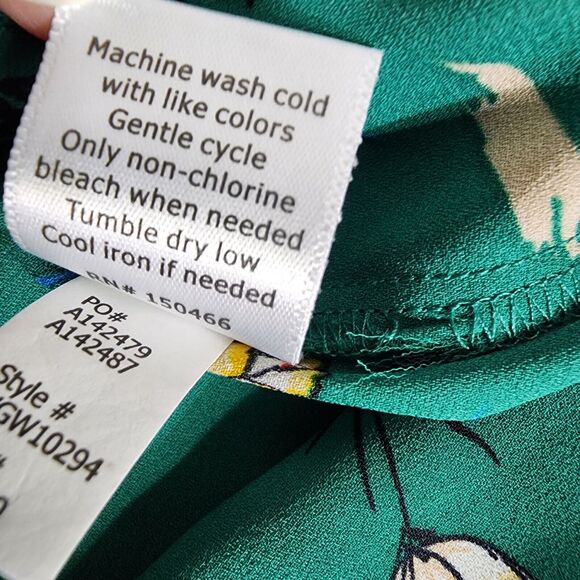 Machine wash cold
with like colors
Gentle cycle
Only non-chlorine
bleach when needed
Tumble dry low
Cool iron if needed
RN# 150466
PO#
A142479
A142487
Style #
GW10294